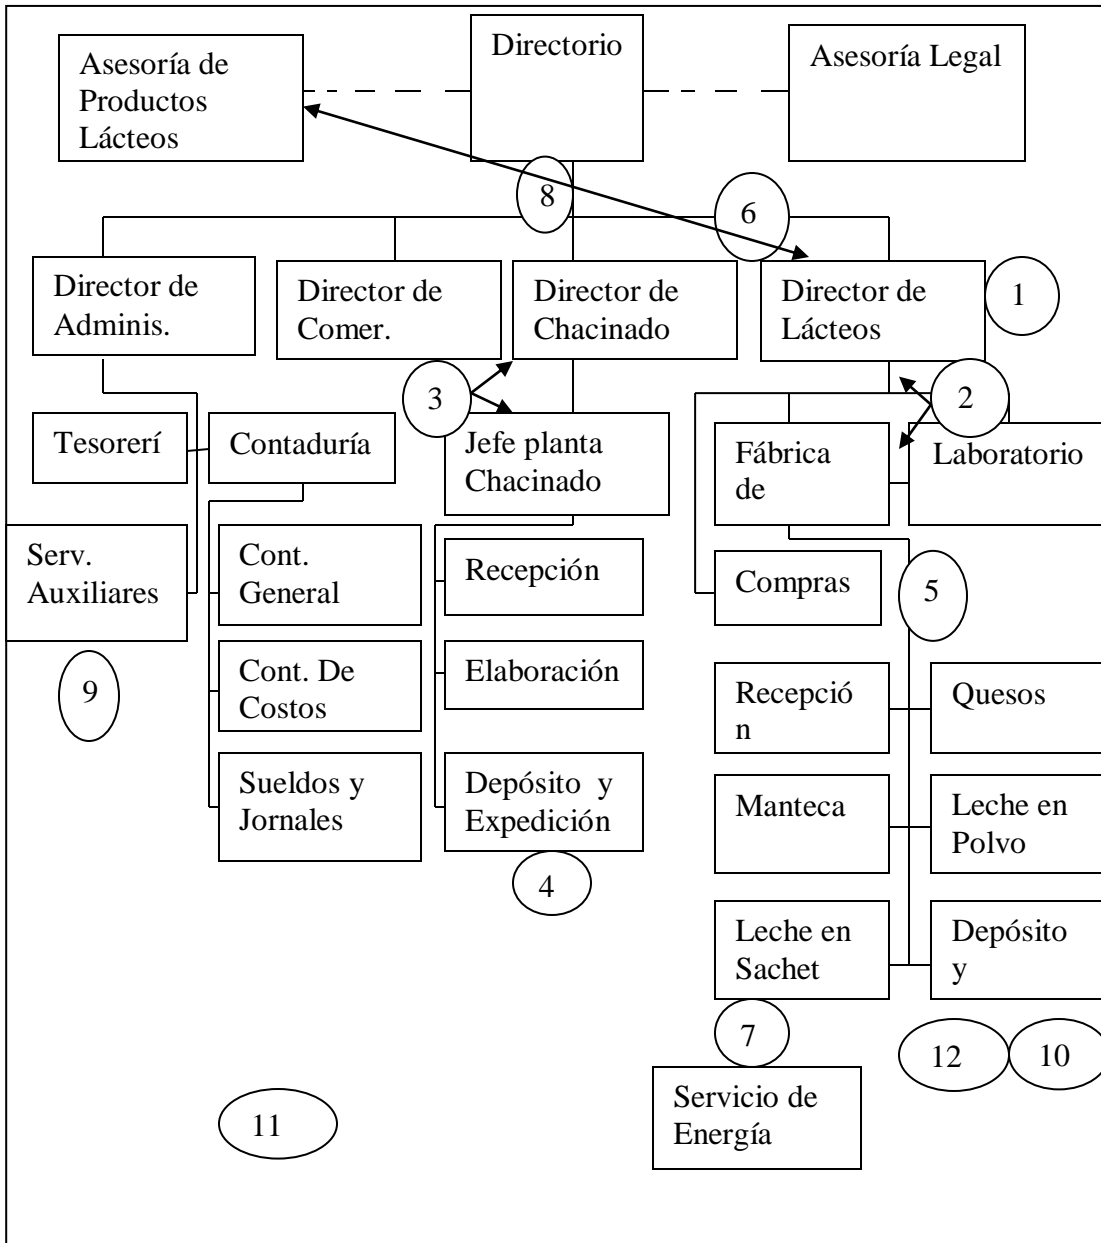 Directorio
Asesoría de
Productos
Lácteos
Asesoría Legal
8
6
Director de
Adminis.
Director de
Comer.
Director de
Chacinado
Director de
Lácteos
1
3
2
Tesorerí
Contaduría
Jefe planta
Chacinado
Fábrica
de
Laboratorio
Serv.
Auxiliares
Cont.
General
Recepción
Compras
5
9
Cont. De
Costos
Elaboración
Recepció
n
Quesos
Sueldos y
Jornales
Depósito y
Expedición
Manteca
Leche en
Polvo
4
Leche en
Sachet
Depósito
y
7
12
10
11
Servicio de
Energía